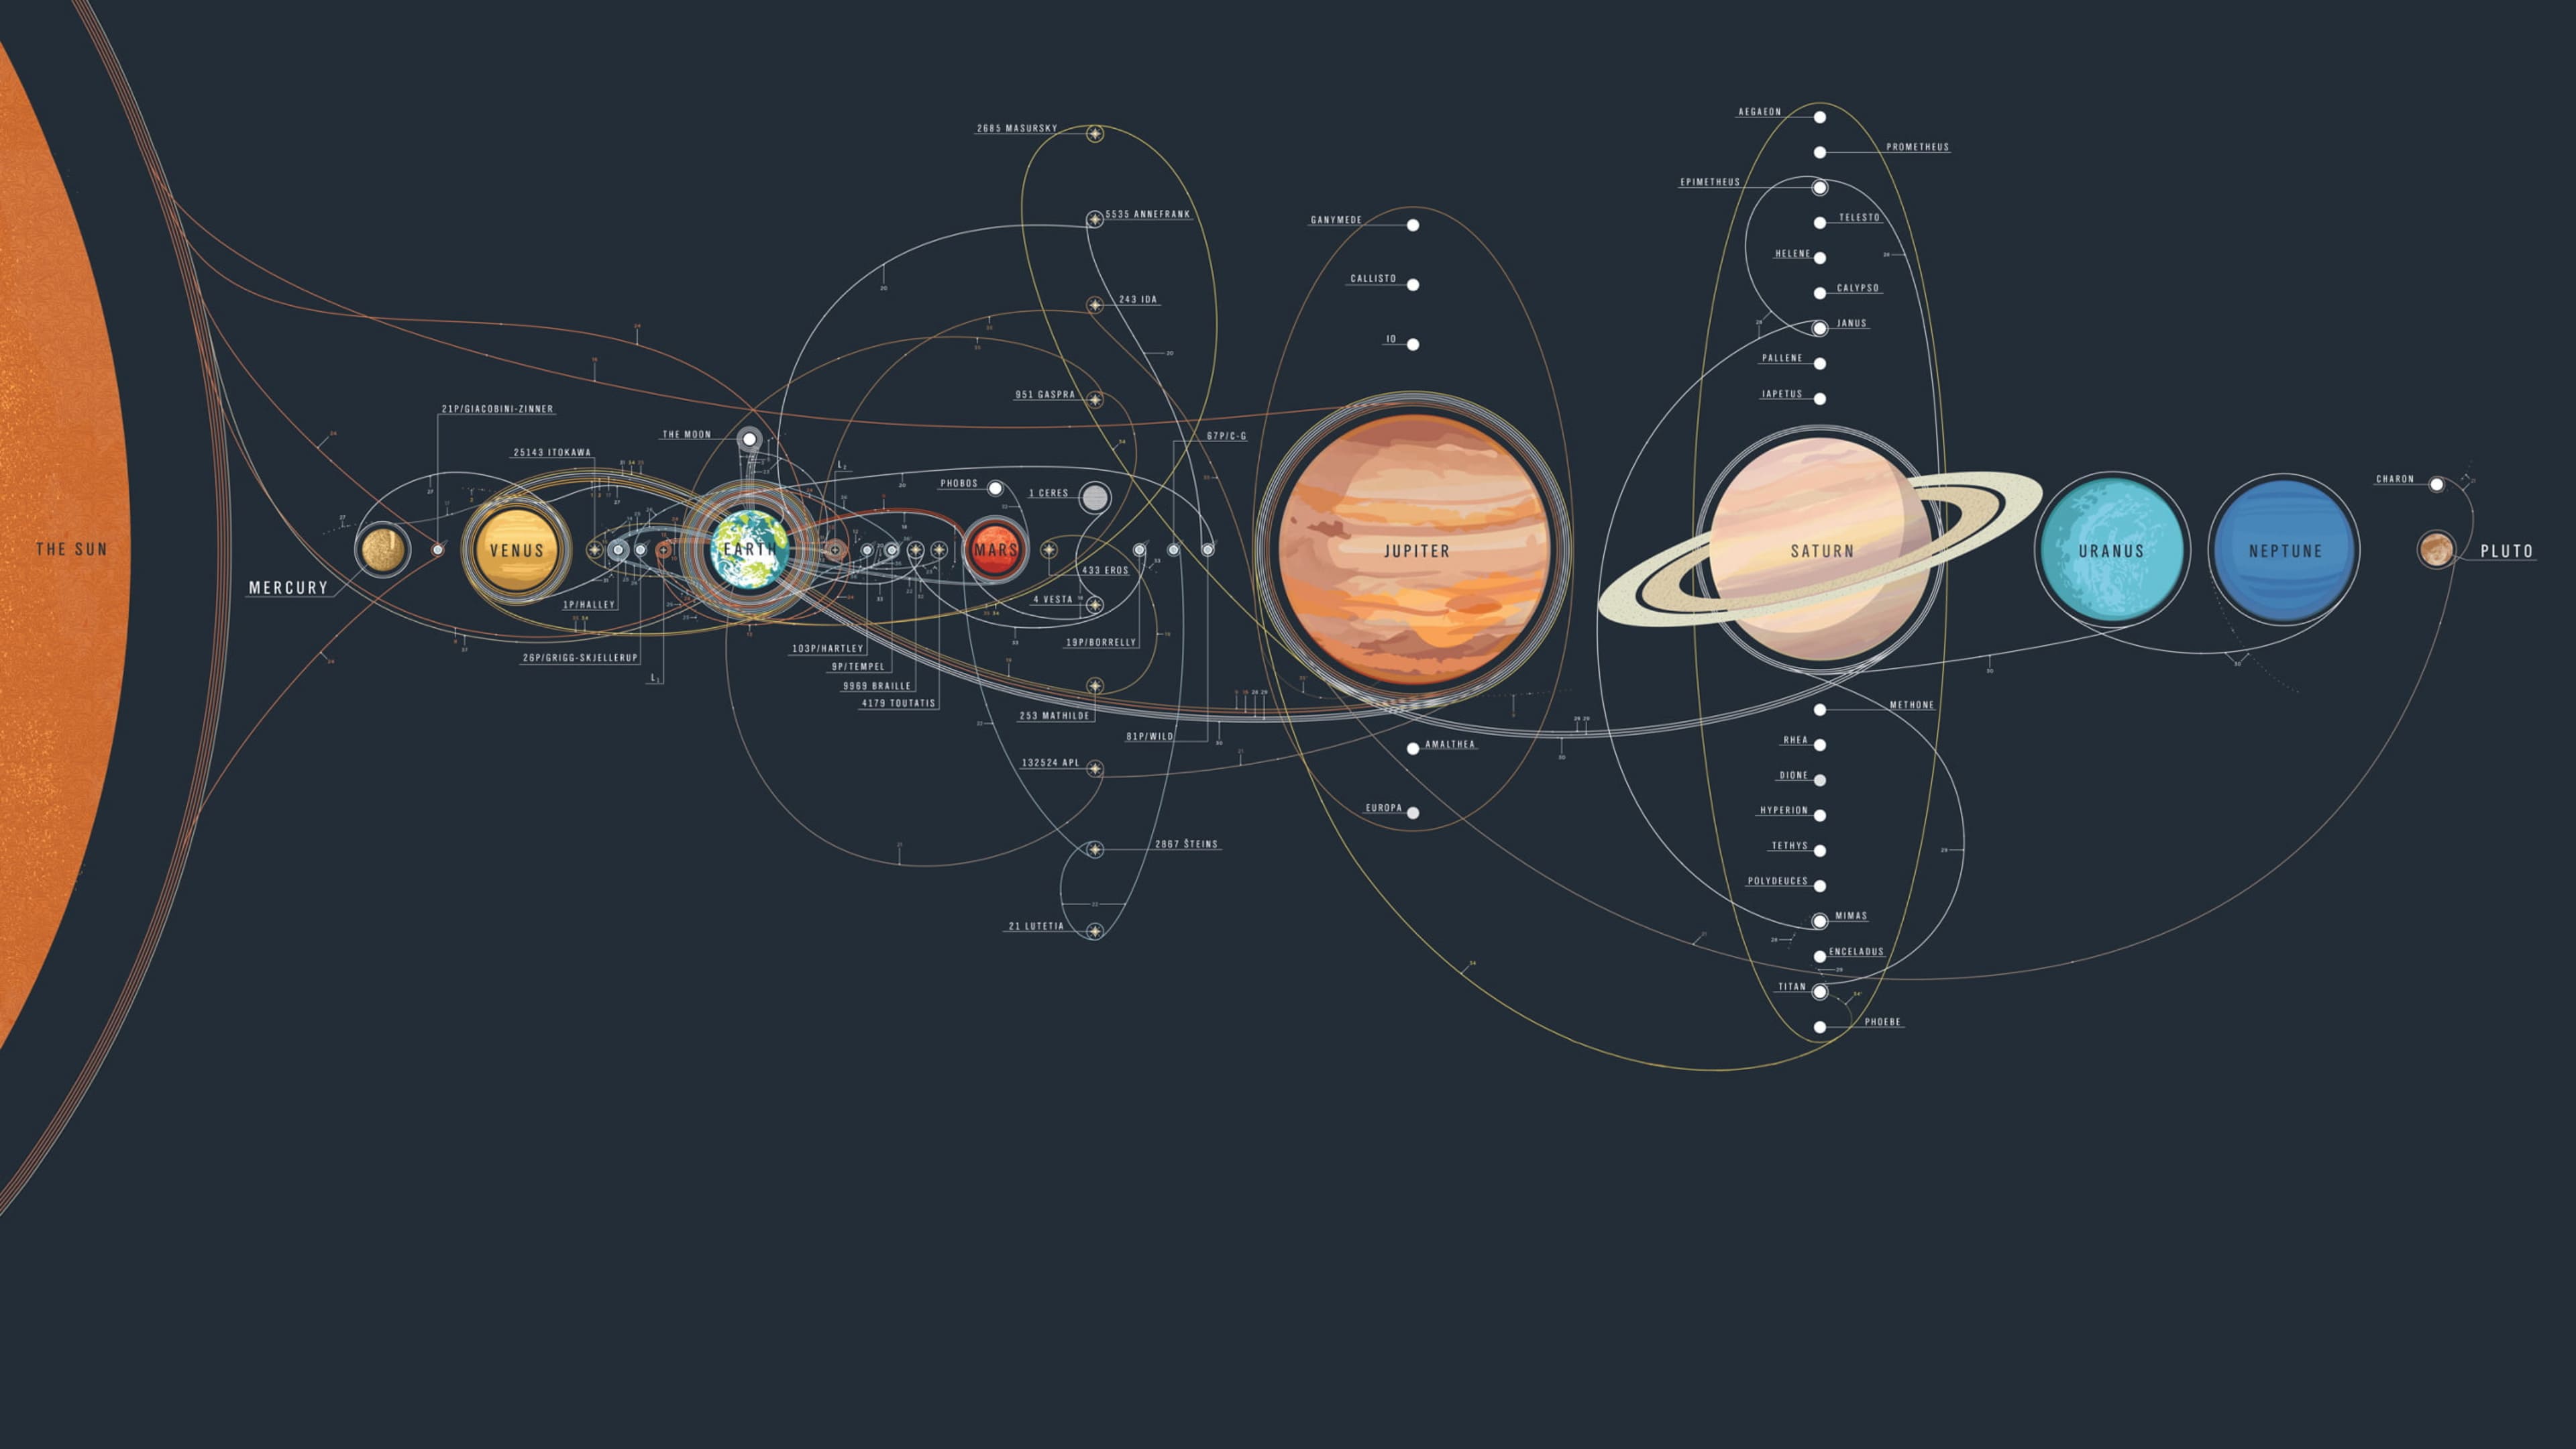 AEGAEON
2685 MASURSKY
PROMETHEUS
EPIMETHEUS
5535 ANNEFRANK
GANYMEDE
TELESTO
HELENE
CALLISTO
CALYPSO
243 IDA
JANUS
IO
PALLENE
951 GASPRA
IAPETUS
21P/GIACOBINI-ZINNER
THE MOON
67P/C-G
25143 ITOKAWA
L2
PHOBOS
1 CERES
CHARON
THE SUN
MERCURY
VENUS
EARTH
MARS
JUPITER
SATURN
URANUS
NEPTUNE
PLUTO
433 EROS
4 VESTA
1P/HALLEY
19P/BORRELLY
103P/HARTLEY
26P/GRIGG-SKJELLERUP
9P/TEMPEL
L1
9969 BRAILLE
4179 TOUTATIS
253 MATHILDE
METHONE
81P/WILD
RHEA
AMALTHEA
132524 APL
DIONE
EUROPA
HYPERION
2867 ŠTEINS
TETHYS
POLYDEUCES
MIMAS
21 LUTETIA
ENCELADUS
TITAN
PHOEBE